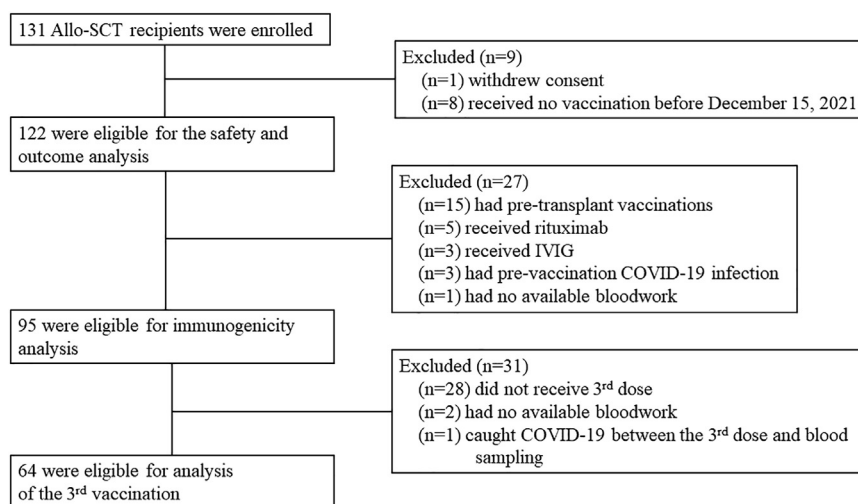 131 Allo-SCT recipients were enrolled
Excluded (n=9)
(n=1) withdrew consent
(n=8) received no vaccination before December 15, 2021
122 were eligible for the safety and
outcome analysis
Excluded (n=27)
(n=15) had pre-transplant vaccinations
(n=5) received rituximab
(n=3) received IVIG
(n=3) had pre-vaccination COVID-19 infection
(n=1) had no available bloodwork
95 were eligible for immunogenicity
analysis
Excluded (n=31)
(n=28) did not receive 3rd dose
(n=2) had no available bloodwork
(n=1) caught COVID-19 between the 3rd dose and blood
sampling
64 were eligible for analysis
of the 3rd vaccination